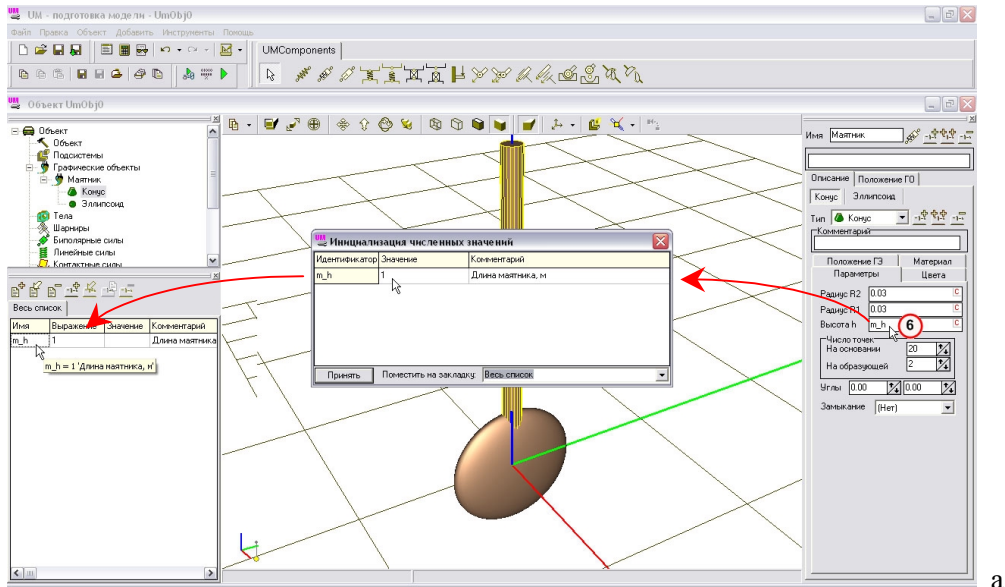 UM - подготовка модели - UmObj0
Файл Правка Объект Добавить Инструменты Помощь
UMComponents
Объект UmObj0
Объект
Объект
Подсистемы
Графические объекты
Маятник
Конус
Эллипсоид
Тела
Шарниры
Биполярные силы
Линейные силы
Контактные силы
Весь список
Имя Выражение Значение Комментарий
m_h 1 Длина маятника
m_h = 1 'Длина маятника, м'
Инициализация численных значений
Идентификатор Значение Комментарий
m_h 1 Длина маятника, м
Принять Поместить на закладку: Весь список
Имя Маятник
Описание Положение ГО
Конус Эллипсоид
Тип Конус
Комментарий
Положение ГЭ Материал
Параметры Цвета
Радиус R2 0.03 C
Радиус R1 0.03 C
Высота h m_h 6 C
Число точек
На основании 20
На образующей 2
Углы 0.00 0.00
Замыкание (Нет)
а